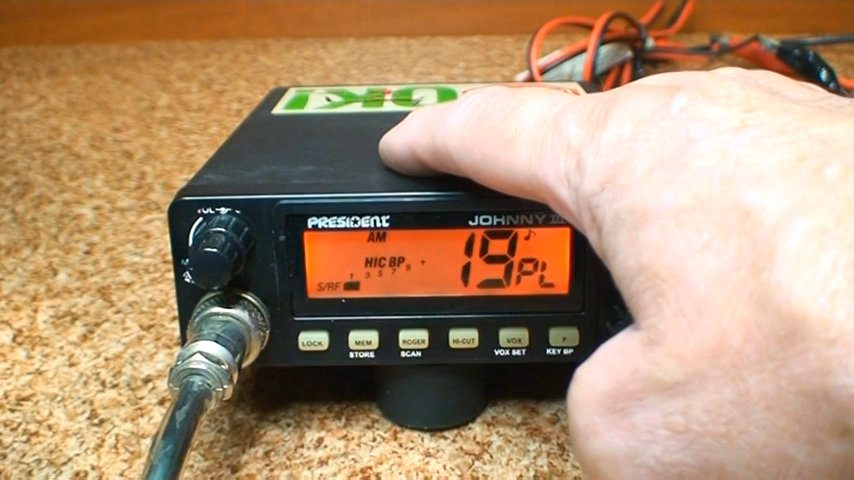 PRESIDENT JOHNNY III
AM
19 PL
HIC BP
1 3 5 7 9 +
S/RF
LOCK MEM ROGER HI-CUT VOX F
STORE SCAN VOX SET KEY BP